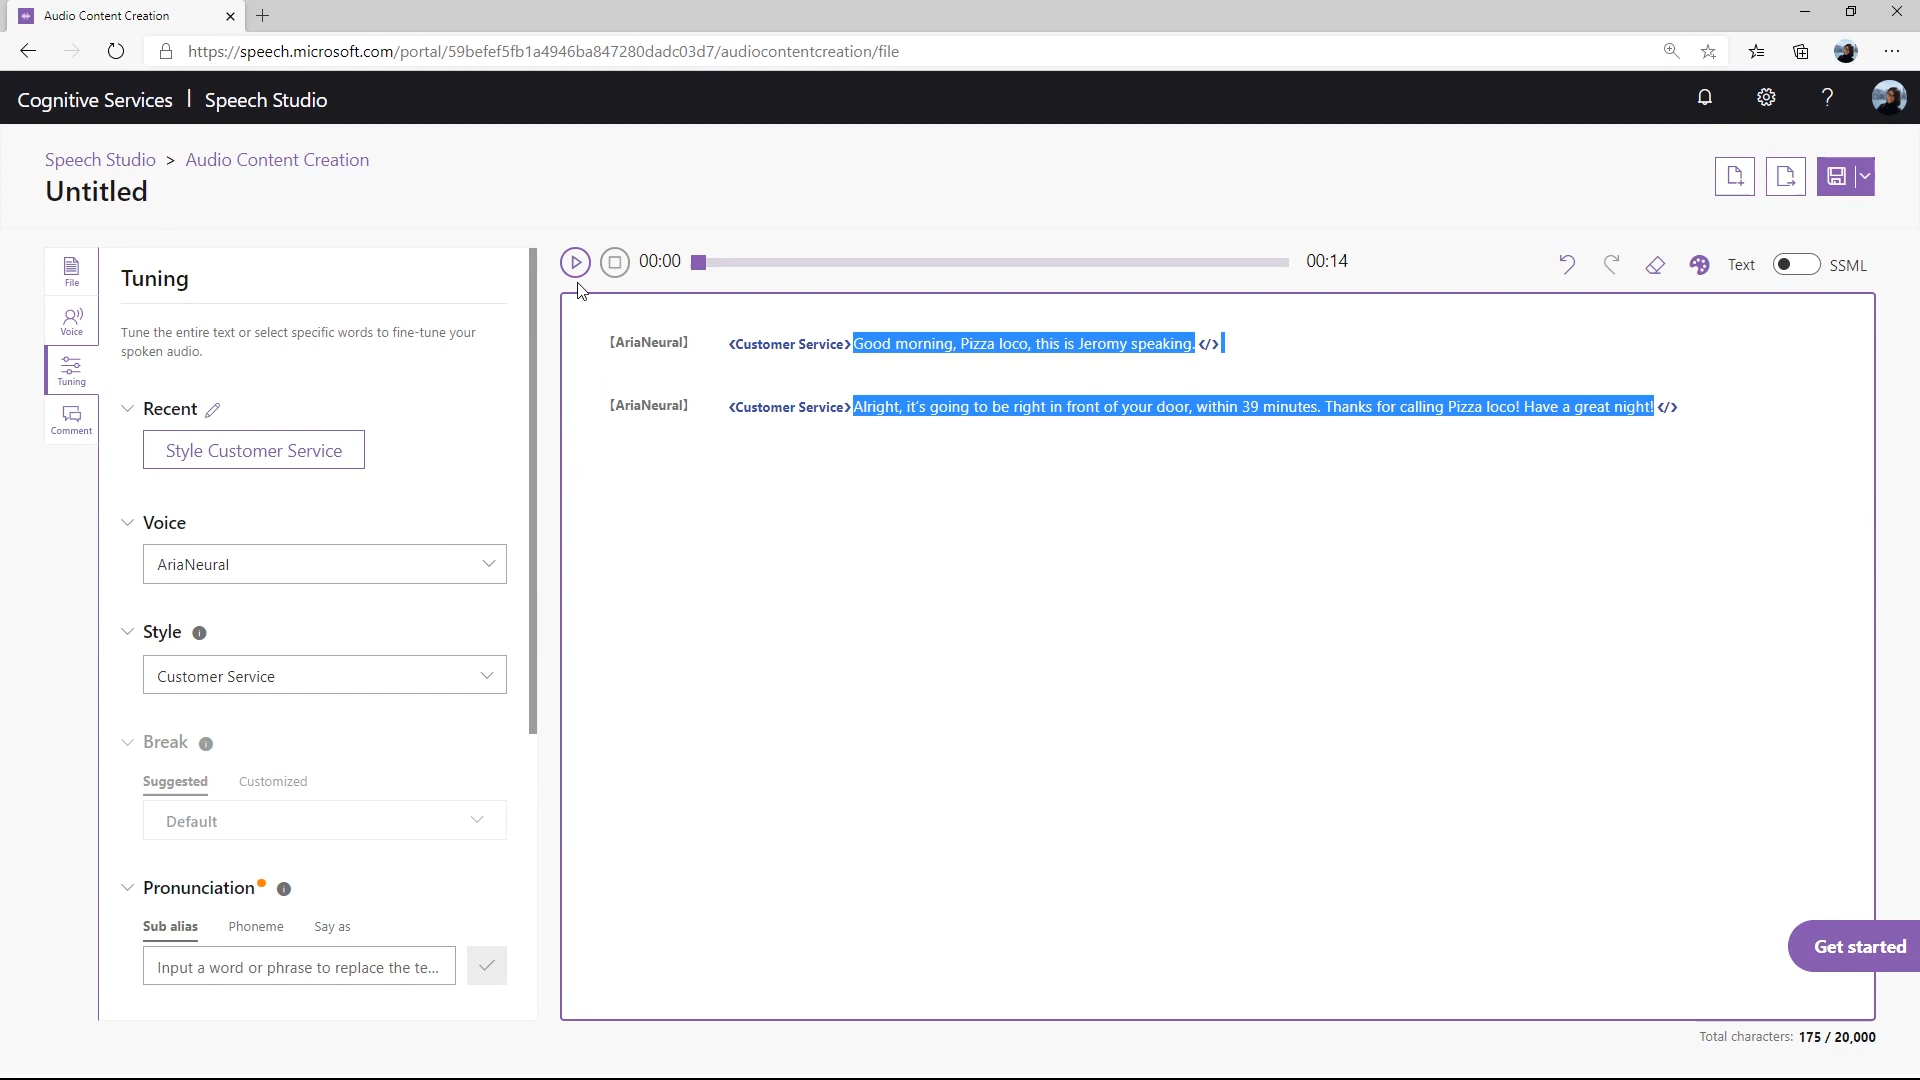 Audio Content Creation
https://speech.microsoft.com/portal/59befef5fb1a4946ba847280dadc03d7/audiocontentcreation/file
Cognitive Services | Speech Studio
Speech Studio > Audio Content Creation
Untitled
File
Voice
Tuning
Comment
Tuning
Tune the entire text or select specific words to fine-tune your
spoken audio.
Recent
Style Customer Service
Voice
AriaNeural
Style
Customer Service
Break
Suggested Customized
Default
Pronunciation
Sub alias Phoneme Say as
Input a word or phrase to replace the te...
00:00 00:14
Text SSML
[AriaNeural] <Customer Service> Good morning, Pizza loco, this is Jeromy speaking. </>
[AriaNeural] <Customer Service> Alright, it's going to be right in front of your door, within 39 minutes. Thanks for calling Pizza loco! Have a great night! </>
Get started
Total characters: 175 / 20,000